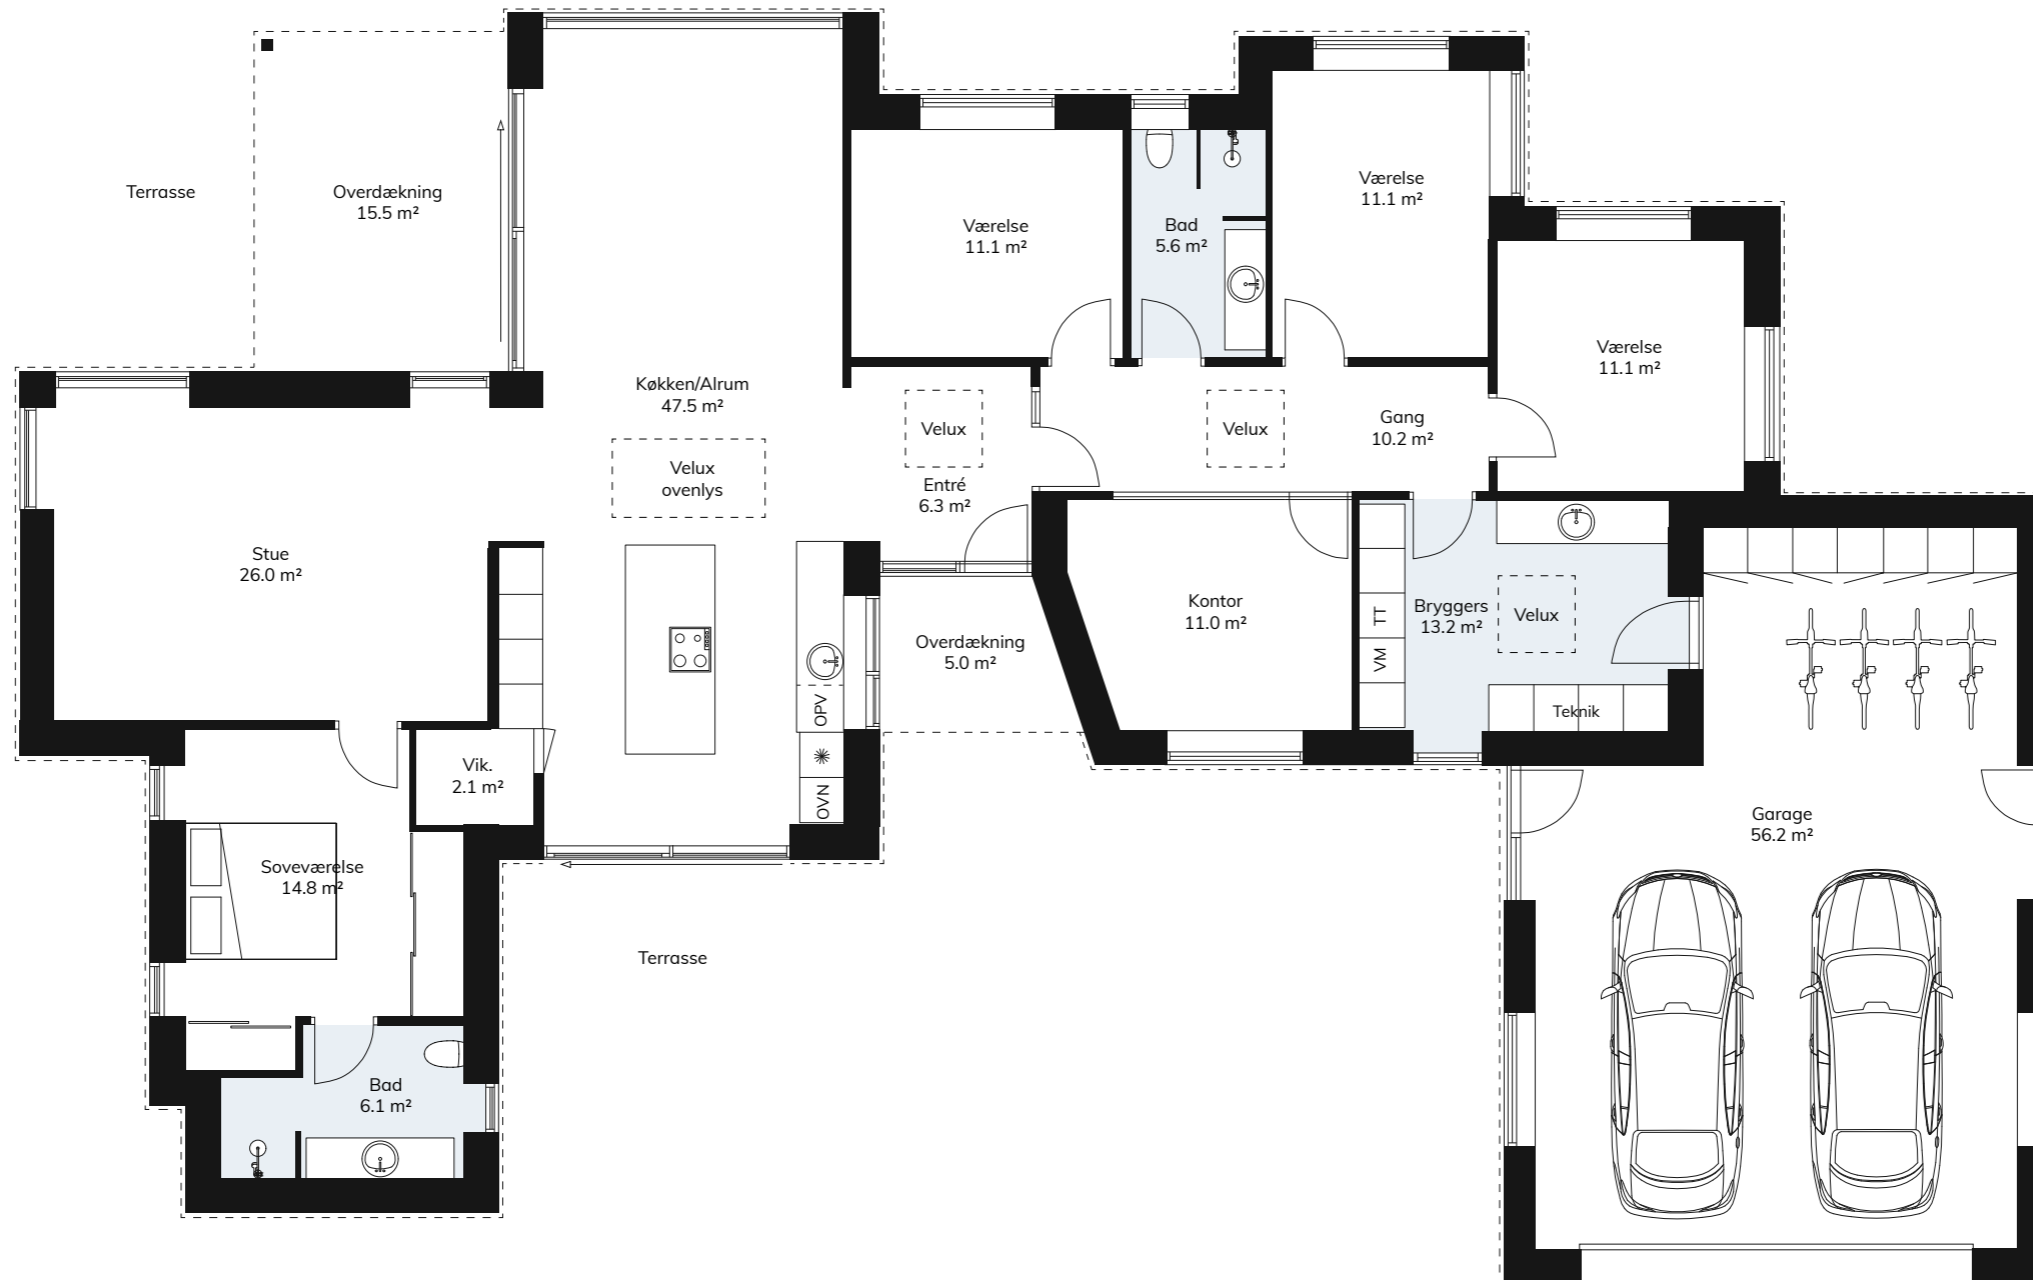 Terrasse
Overdækning
15.5 m²
Værelse
11.1 m²
Bad
5.6 m²
Værelse
11.1 m²
Værelse
11.1 m²
Køkken/Alrum
47.5 m²
Velux
ovenlys
Velux
Entré
6.3 m²
Velux
Gang
10.2 m²
Stue
26.0 m²
Overdækning
5.0 m²
Kontor
11.0 m²
TT
VM
Bryggers
13.2 m²
Velux
Teknik
OPV
OVN
Vik.
2.1 m²
Soveværelse
14.8 m²
Garage
56.2 m²
Terrasse
Bad
6.1 m²